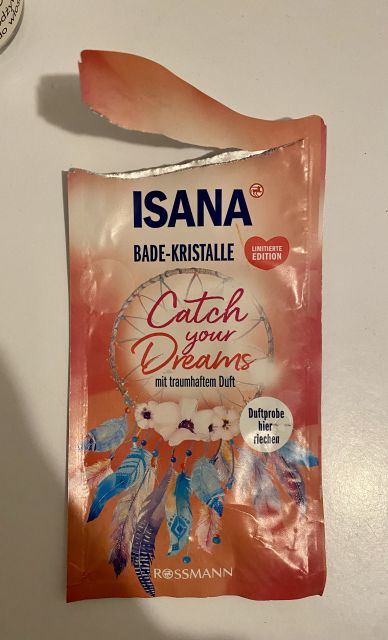 ISANA
BADE-KRISTALLE
LIMITIERTE
EDITION
Catch
your
Dreams
mit traumhaftem Duft
Duftprobe
hier
riechen
ROSSMANN